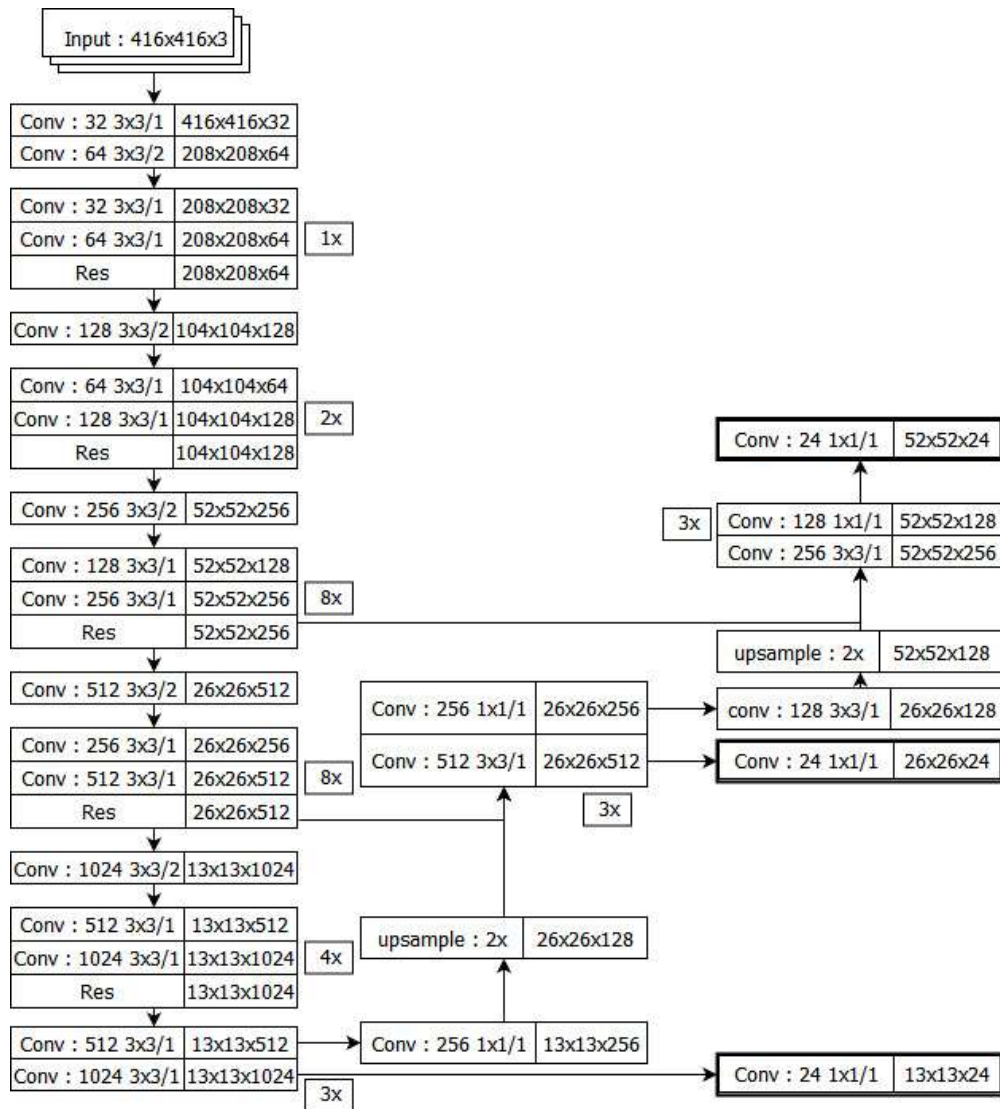 Input : 416x416x3
Conv : 32 3x3/1 416x416x32
Conv : 64 3x3/2 208x208x64
Conv : 32 3x3/1 208x208x32
Conv : 64 3x3/1 208x208x64
1x
Res 208x208x64
Conv : 128 3x3/2 104x104x128
Conv : 64 3x3/1 104x104x64
Conv : 128 3x3/1 104x104x128
2x
Res 104x104x128
Conv : 256 3x3/2 52x52x256
Conv : 128 3x3/1 52x52x128
Conv : 256 3x3/1 52x52x256
8x
Res 52x52x256
Conv : 512 3x3/2 26x26x512
Conv : 256 3x3/1 26x26x256
Conv : 512 3x3/1 26x26x512
8x
Res 26x26x512
Conv : 1024 3x3/2 13x13x1024
Conv : 512 3x3/1 13x13x512
Conv : 1024 3x3/1 13x13x1024
4x
Res 13x13x1024
Conv : 512 3x3/1 13x13x512
Conv : 1024 3x3/1 13x13x1024
3x
Conv : 256 1x1/1 26x26x256
Conv : 512 3x3/1 26x26x512
3x
upsample : 2x 26x26x128
Conv : 256 1x1/1 13x13x256
Conv : 24 1x1/1 52x52x24
3x
Conv : 128 1x1/1 52x52x128
Conv : 256 3x3/1 52x52x256
upsample : 2x 52x52x128
conv : 128 3x3/1 26x26x128
Conv : 24 1x1/1 26x26x24
Conv : 24 1x1/1 13x13x24